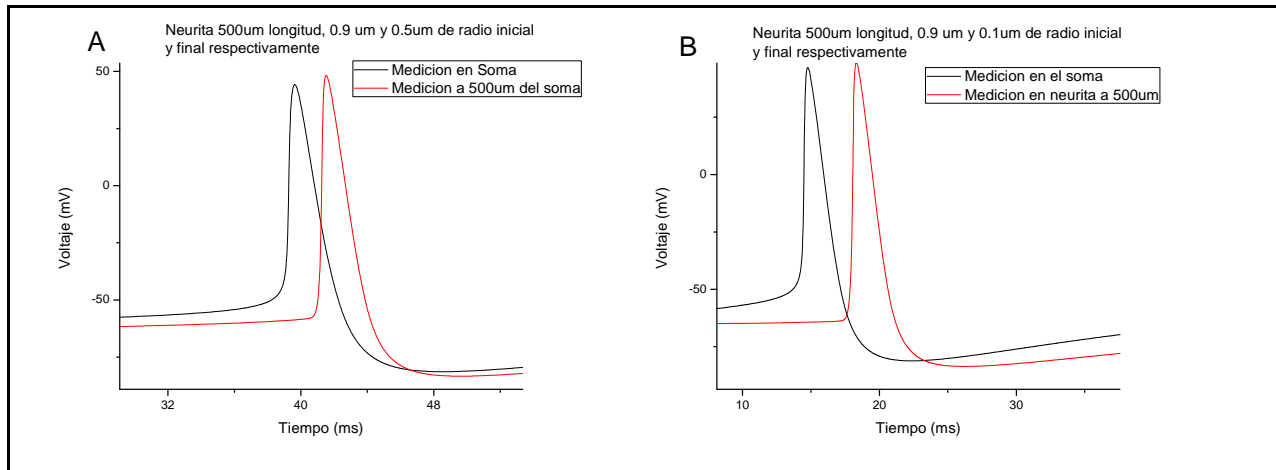 A
Neurita 500um longitud, 0.9 um y 0.5um de radio inicial
y final respectivamente
Medicion en Soma
Medicion a 500um del soma
50
0
-50
Voltaje (mV)
32
40
48
Tiempo (ms)
B
Neurita 500um longitud, 0.9 um y 0.1um de radio inicial
y final respectivamente
Medicion en el soma
Medicion en neurita a 500um
0
-50
Voltaje (mV)
10
20
30
Tiempo (ms)